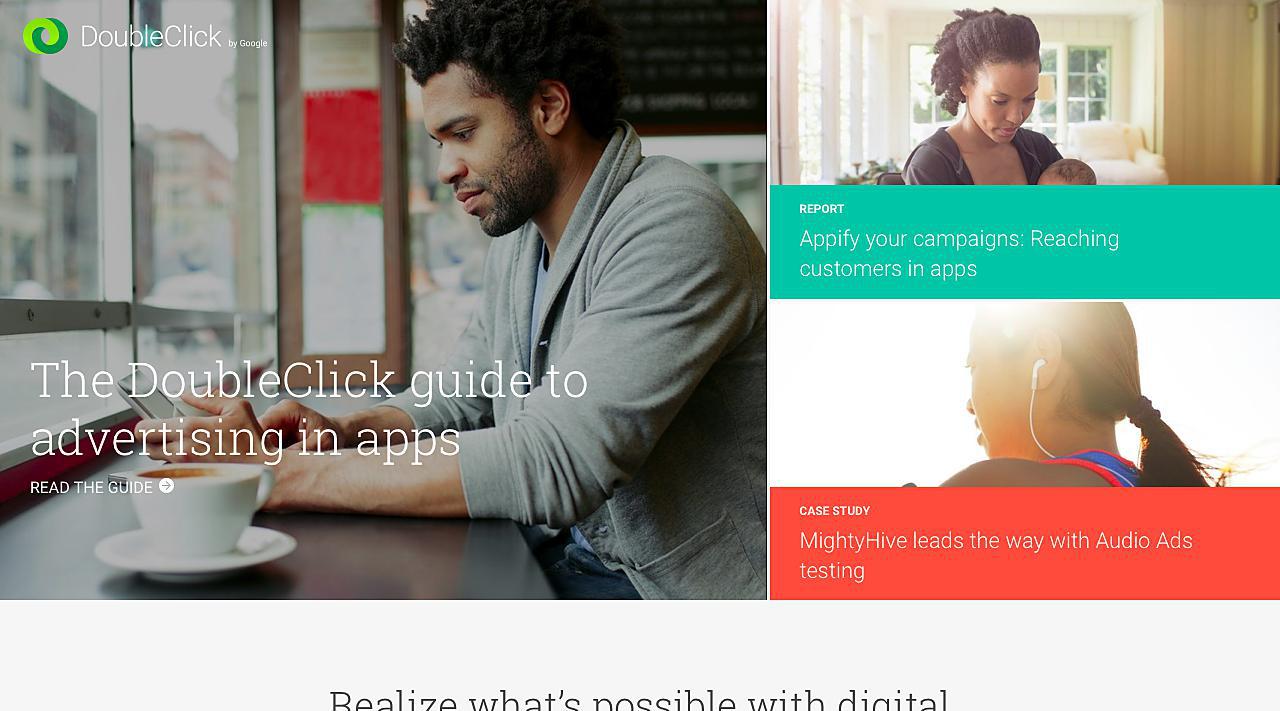 DoubleClick by Google
The DoubleClick guide to
advertising in apps
READ THE GUIDE
REPORT
Appify your campaigns: Reaching
customers in apps
CASE STUDY
MightyHive leads the way with Audio Ads
testing
Realize what's possible with digital